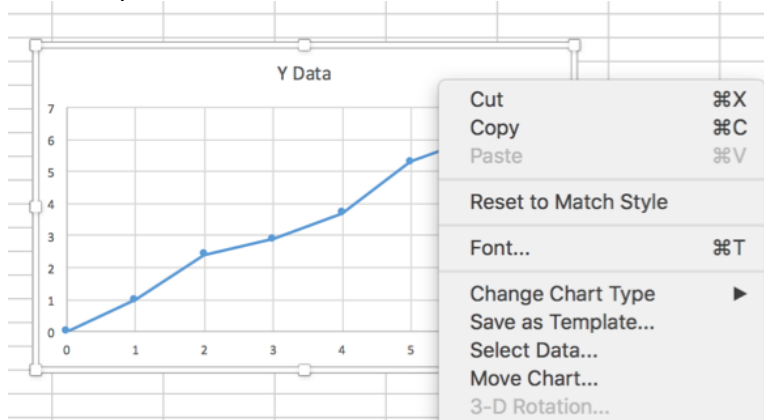 Y Data
7
6
5
4
3
2
1
0
0 1 2 3 4 5
Cut ⌘X
Copy ⌘C
Paste ⌘V
Reset to Match Style
Font... ⌘T
Change Chart Type ▶
Save as Template...
Select Data...
Move Chart...
3-D Rotation...